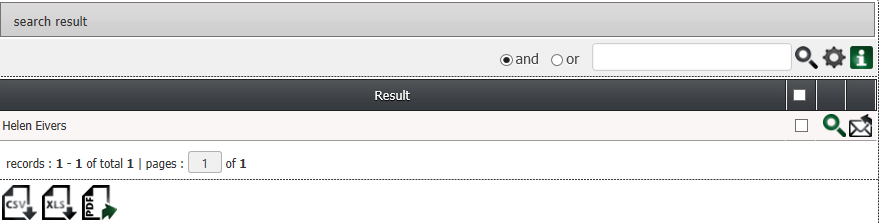 search result
and or
Result
Helen Eivers
records : 1 - 1 of total 1 | pages : 1 of 1
CSV XLS PDF